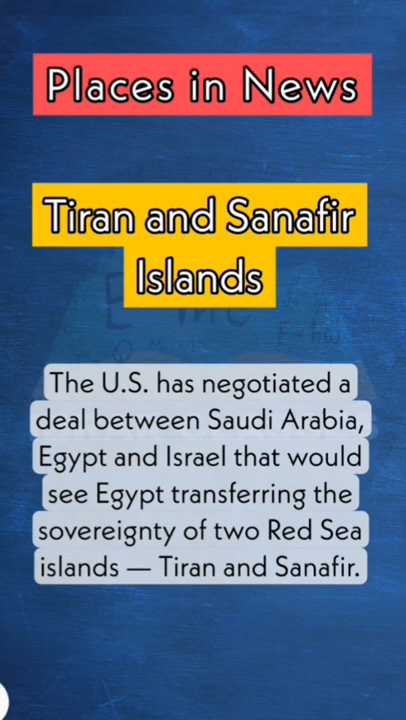 Places in News
Tiran and Sanafir
Islands
The U.S. has negotiated a
deal between Saudi Arabia,
Egypt and Israel that would
see Egypt transferring the
sovereignty of two Red Sea
islands — Tiran and Sanafir.